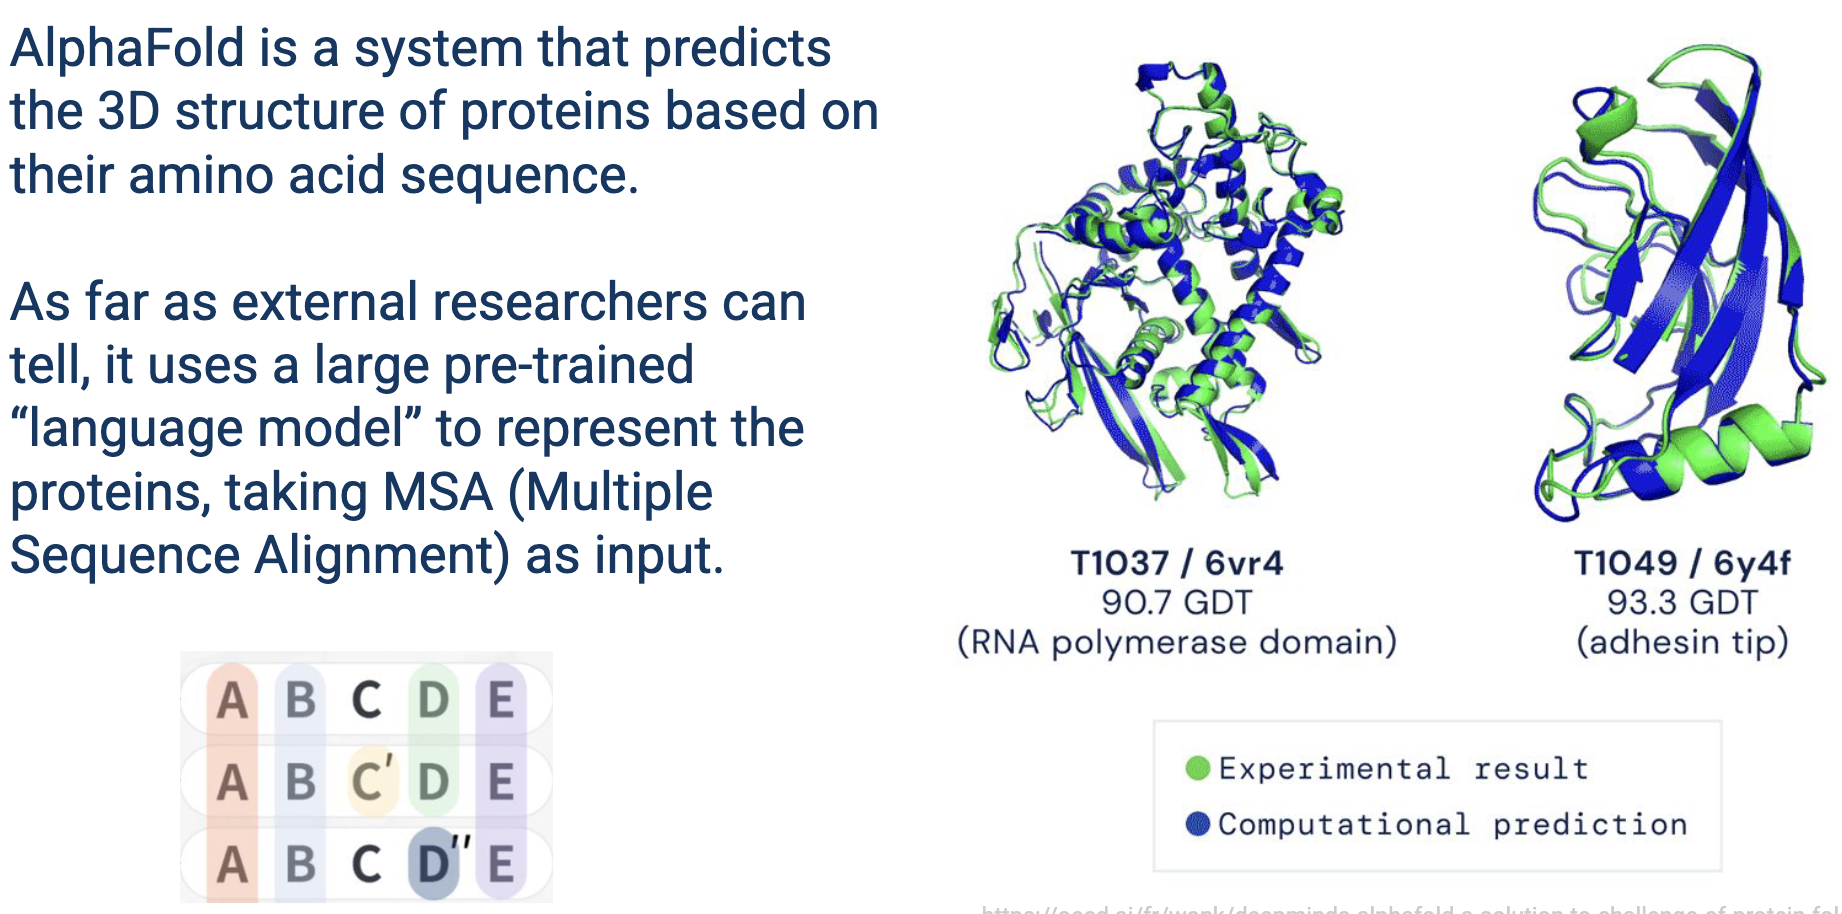 AlphaFold is a system that predicts
the 3D structure of proteins based on
their amino acid sequence.
As far as external researchers can
tell, it uses a large pre-trained
“language model” to represent the
proteins, taking MSA (Multiple
Sequence Alignment) as input.
A B C D E
A B C' D E
A B C D'' E
T1037 / 6vr4
90.7 GDT
(RNA polymerase domain)
T1049 / 6y4f
93.3 GDT
(adhesin tip)
Experimental result
Computational prediction